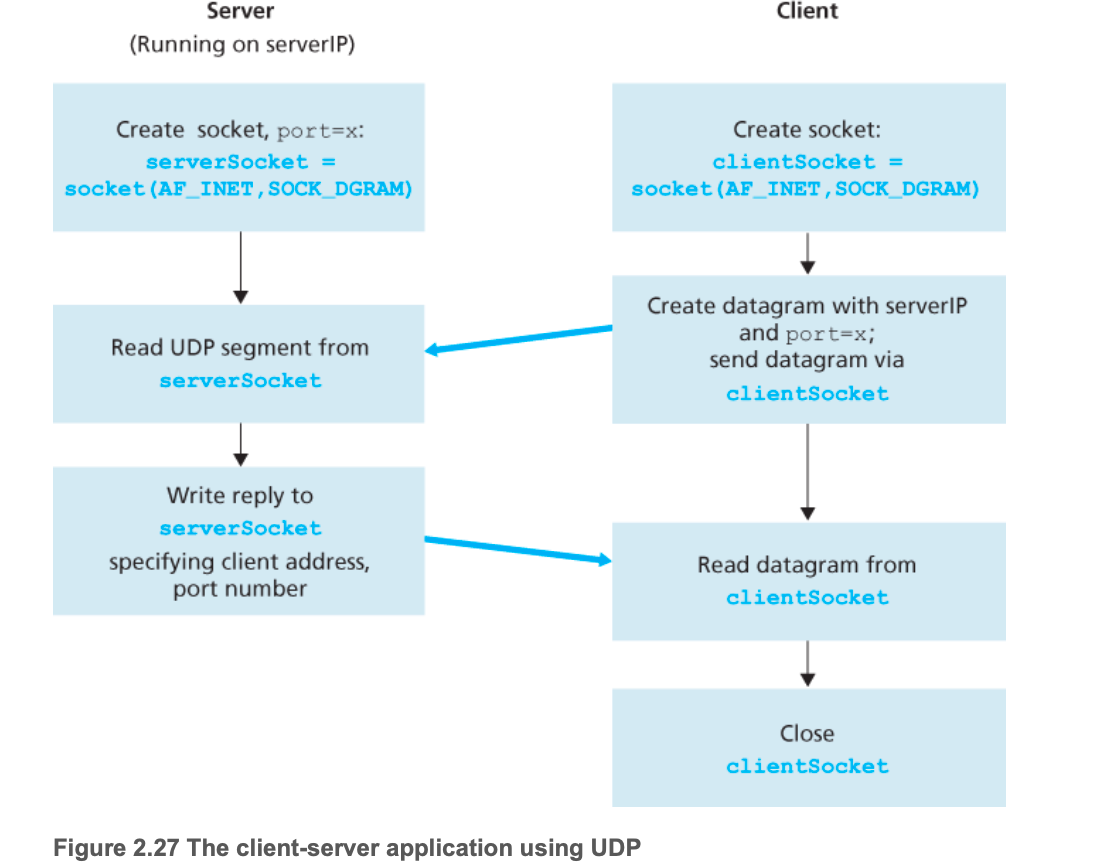 Server
(Running on serverIP)
Create socket, port=x:
serverSocket =
socket(AF_INET,SOCK_DGRAM)
Read UDP segment from
serverSocket
Write reply to
serverSocket
specifying client address,
port number
Client
Create socket:
clientSocket =
socket(AF_INET,SOCK_DGRAM)
Create datagram with serverIP
and port=x;
send datagram via
clientSocket
Read datagram from
clientSocket
Close
clientSocket
Figure 2.27 The client-server application using UDP